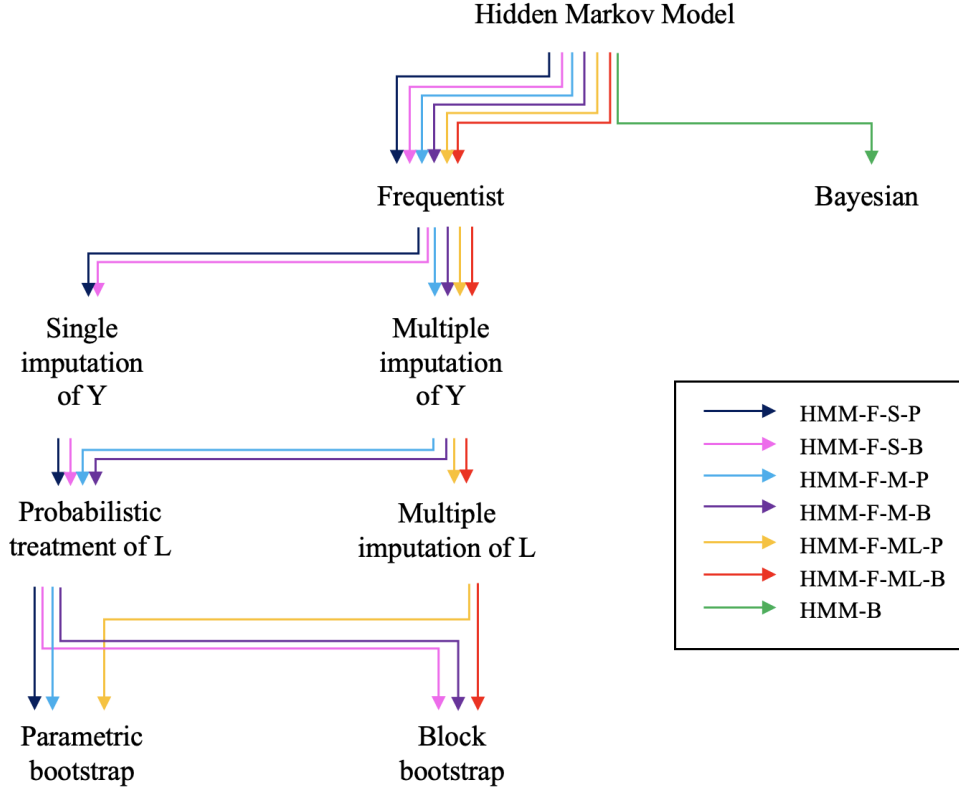 Hidden Markov Model
Frequentist
Bayesian
Single
imputation
of Y
Multiple
imputation
of Y
HMM-F-S-P
HMM-F-S-B
HMM-F-M-P
HMM-F-M-B
HMM-F-ML-P
HMM-F-ML-B
HMM-B
Probabilistic
treatment of L
Multiple
imputation of L
Parametric
bootstrap
Block
bootstrap